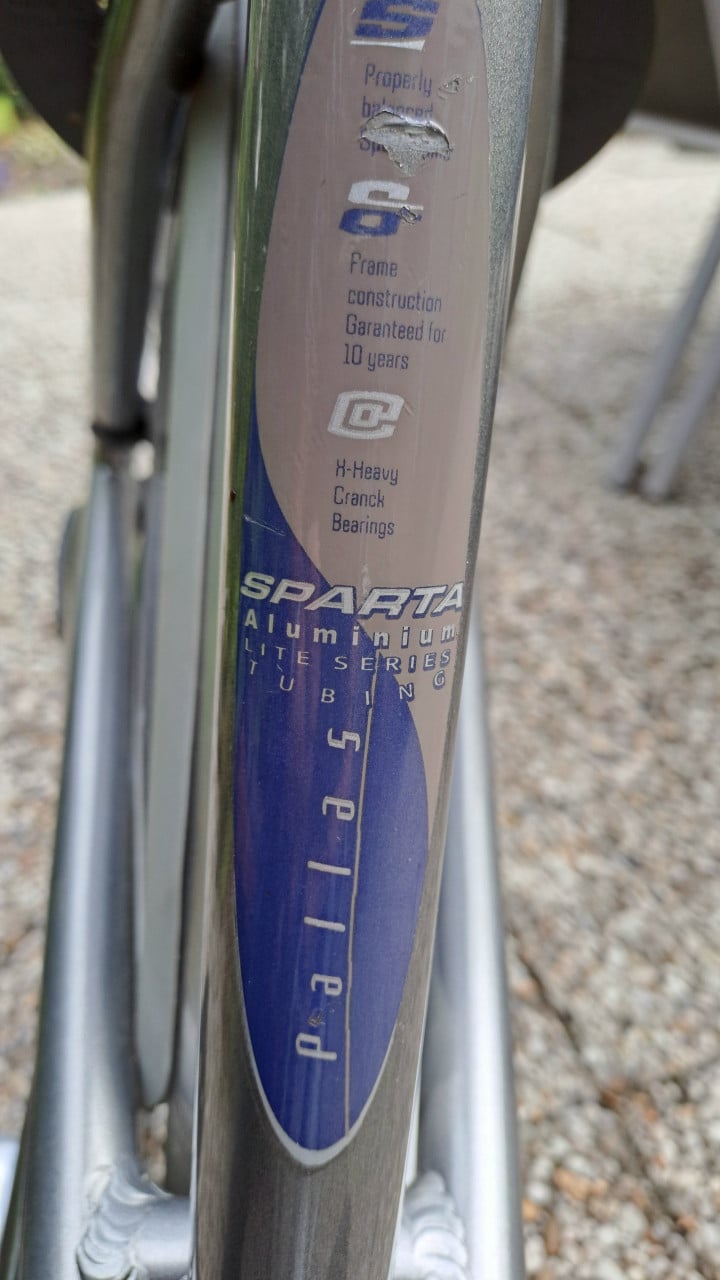 Properly
Frame
construction
Garanteed for
10 years
X-Heavy
Cranck
Bearings
SPARTA
Aluminium
LITE SERIES
TUBING
pallas